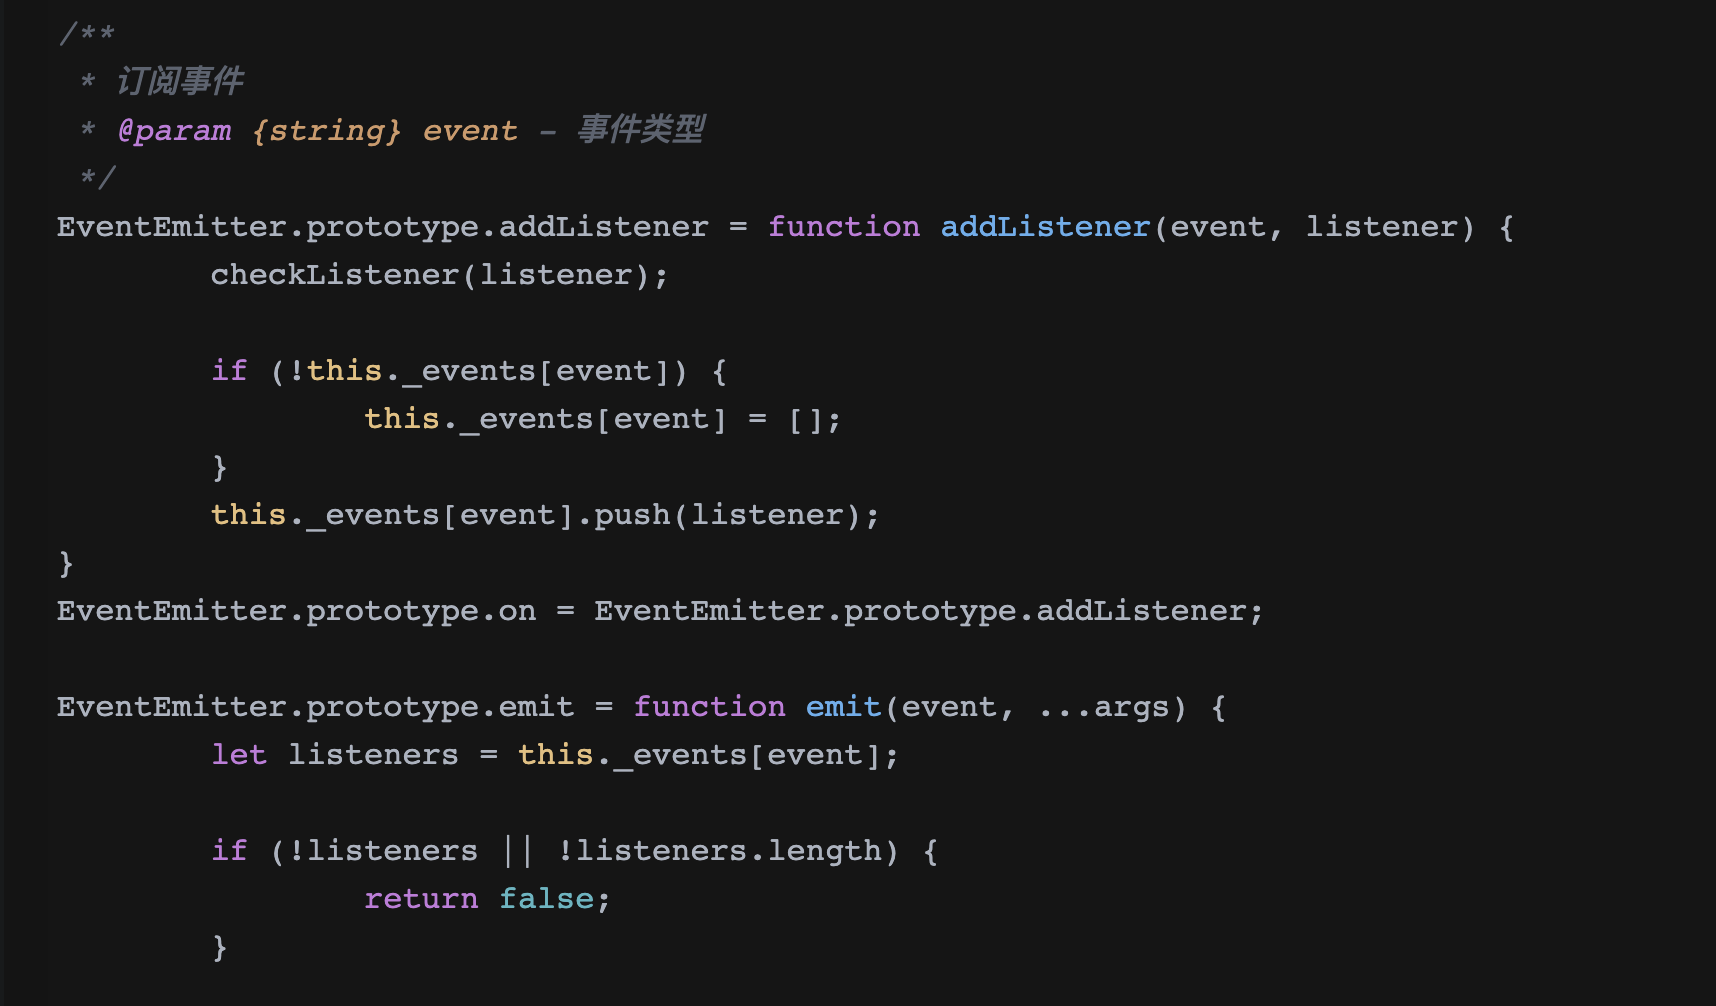 /**
 * 订阅事件
 * @param {string} event - 事件类型
 */
EventEmitter.prototype.addListener = function addListener(event, listener) {
        checkListener(listener);

        if (!this._events[event]) {
                this._events[event] = [];
        }
        this._events[event].push(listener);
}
EventEmitter.prototype.on = EventEmitter.prototype.addListener;

EventEmitter.prototype.emit = function emit(event, ...args) {
        let listeners = this._events[event];

        if (!listeners || !listeners.length) {
                return false;
        }